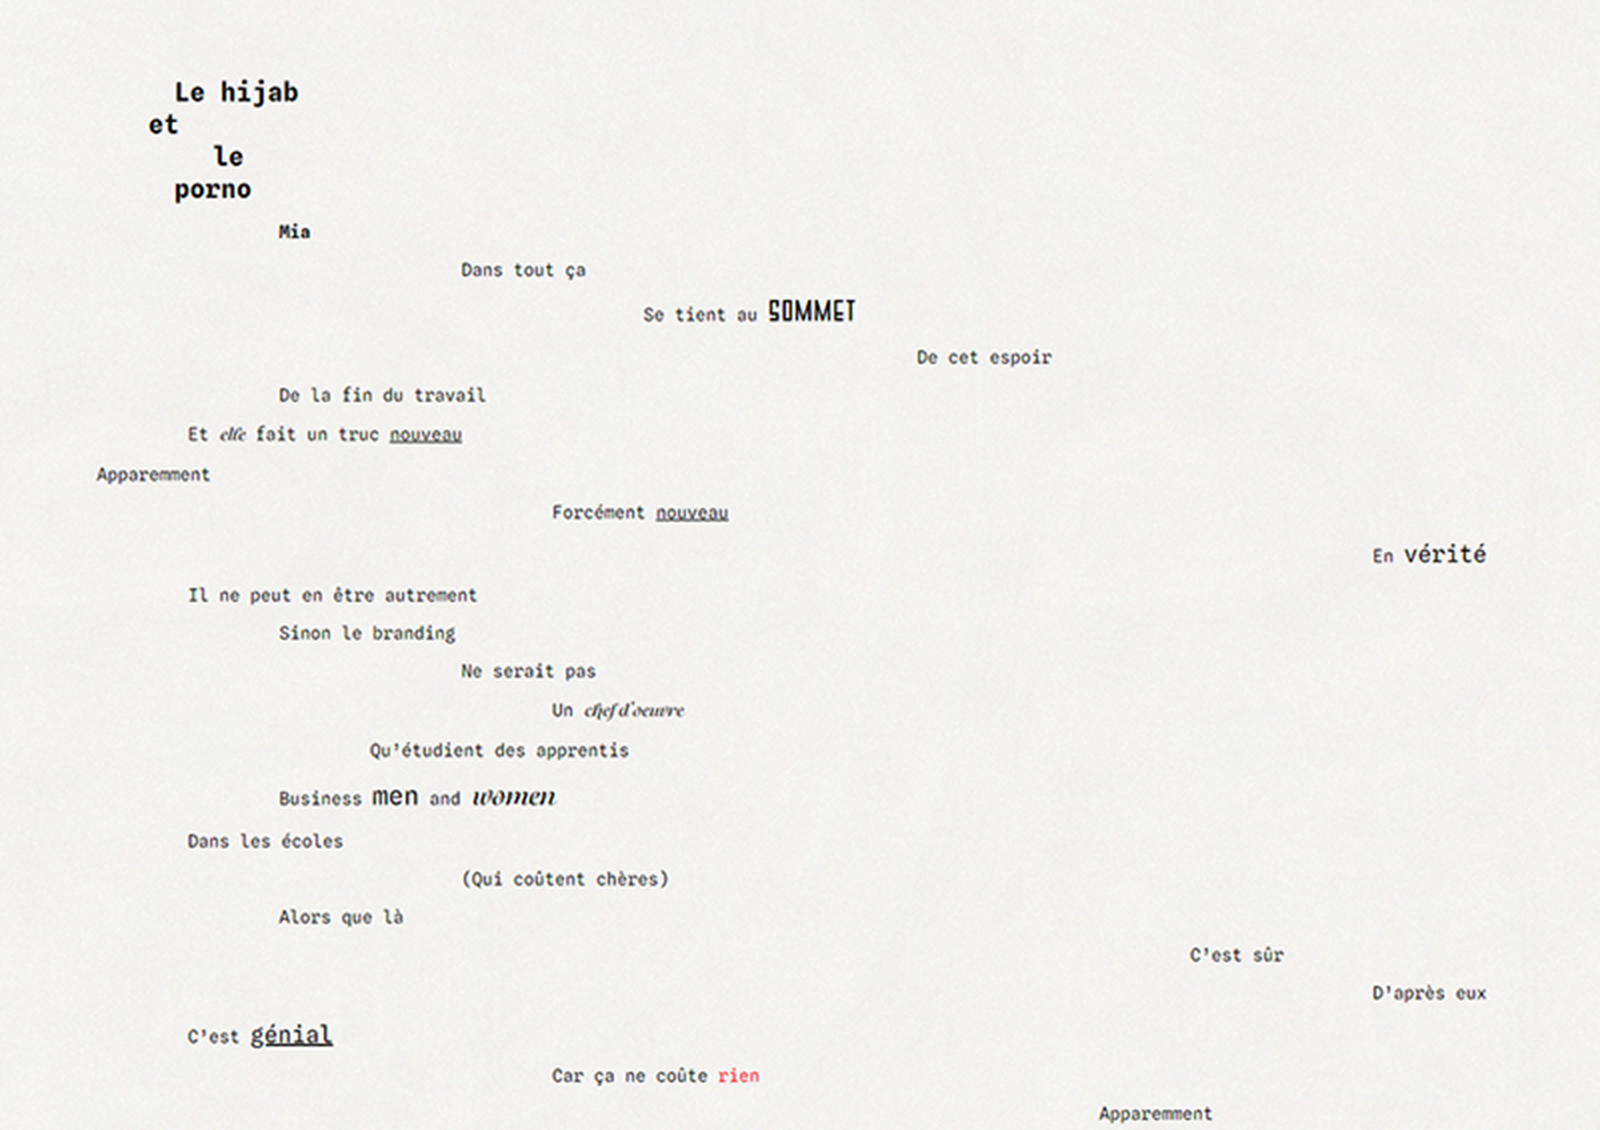 Le hijab
et
le
porno
Mia
Dans tout ça
Se tient au SOMMET
De cet espoir
De la fin du travail
Et elle fait un truc nouveau
Apparemment
Forcément nouveau
En vérité
Il ne peut en être autrement
Sinon le branding
Ne serait pas
Un chef d'oeuvre
Qu'étudient des apprentis
Business men and women
Dans les écoles
(Qui coûtent chères)
Alors que là
C'est sûr
D'après eux
C'est génial
Car ça ne coûte rien
Apparemment